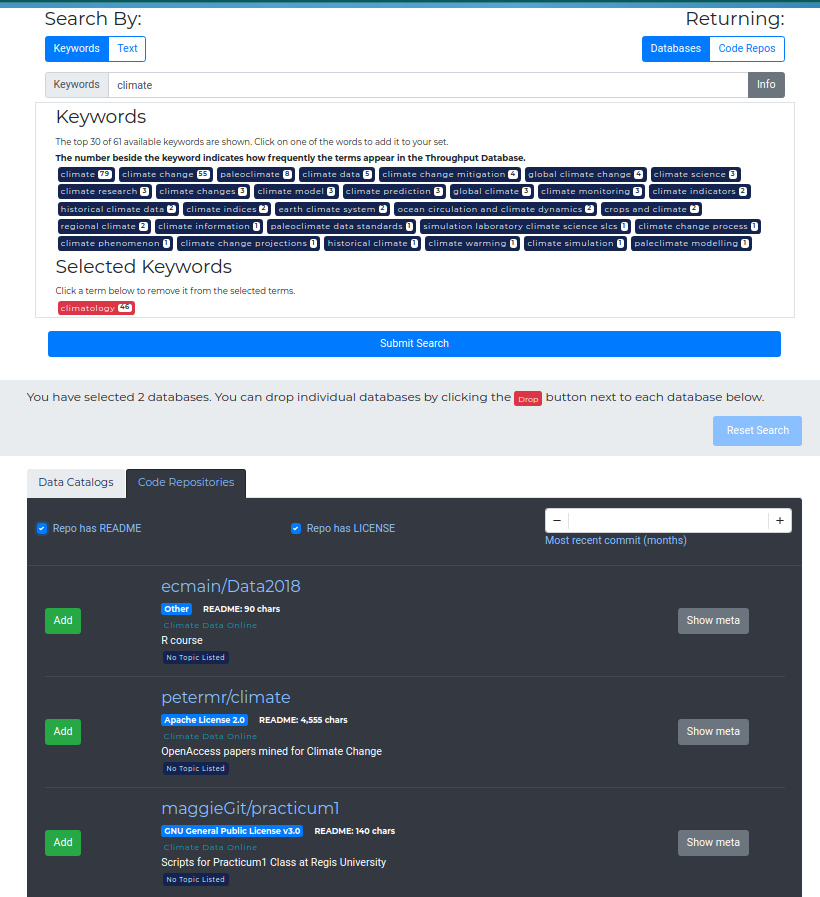 Search By:
Returning:
Keywords Text
Databases Code Repos
Keywords climate Info
Keywords
The top 30 of 61 available keywords are shown. Click on one of the words to add it to your set.
The number beside the keyword indicates how frequently the terms appear in the Throughput Database.
climate 79 climate change 55 paleoclimate 8 climate data 5 climate change mitigation 4 global climate change 4 climate science 3
climate research 3 climate changes 3 climate model 3 climate prediction 3 global climate 3 climate monitoring 3 climate indicators 2
historical climate data 2 climate indices 2 earth climate system 2 ocean circulation and climate dynamics 2 crops and climate 2
regional climate 2 climate information 1 paleoclimate data standards 1 simulation laboratory climate science slcs 1 climate change process 1
climate phenomenon 1 climate change projections 1 historical climate 1 climate warming 1 climate simulation 1 paleclimate modelling 1
Selected Keywords
Click a term below to remove it from the selected terms.
climatology 46
Submit Search
You have selected 2 databases. You can drop individual databases by clicking the Drop button next to each database below.
Reset Search
Data Catalogs Code Repositories
Repo has README Repo has LICENSE − +
Most recent commit (months)
ecmain/Data2018
Other README: 90 chars
Climate Data Online
Add Show meta
R course
No Topic Listed
petermr/climate
Apache License 2.0 README: 4,555 chars
Climate Data Online
Add Show meta
OpenAccess papers mined for Climate Change
No Topic Listed
maggieGit/practicum1
GNU General Public License v3.0 README: 140 chars
Climate Data Online
Add Show meta
Scripts for Practicum1 Class at Regis University
No Topic Listed